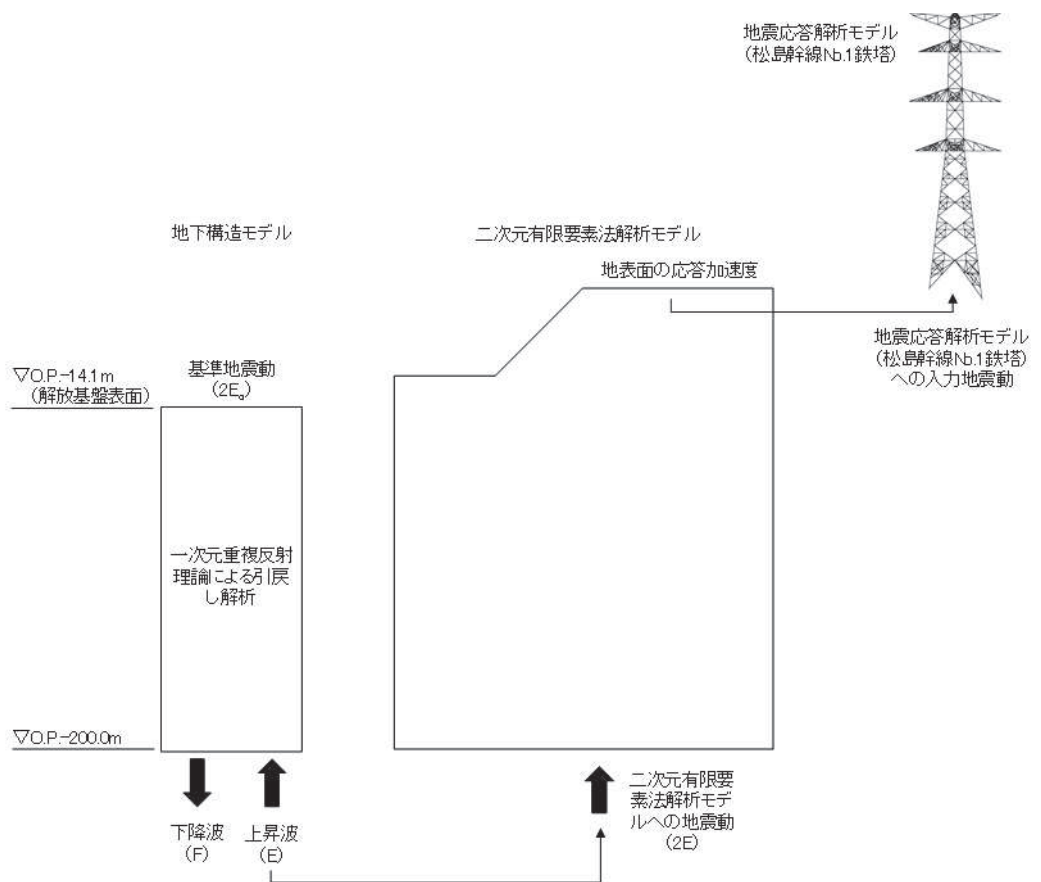 地震応答解析モデル
(松島幹線No.1鉄塔)
地下構造モデル
二次元有限要素法解析モデル
地表面の応答加速度
地震応答解析モデル
(松島幹線No.1鉄塔)
への入力地震動
▽O.P.-14.1m
(解放基盤表面)
基準地震動
(2E₀)
一次元重複反射
理論による引戻
し解析
▽O.P.-200.0m
下降波
(F)
上昇波
(E)
二次元有限要
素法解析モデ
ルへの地震動
(2E)